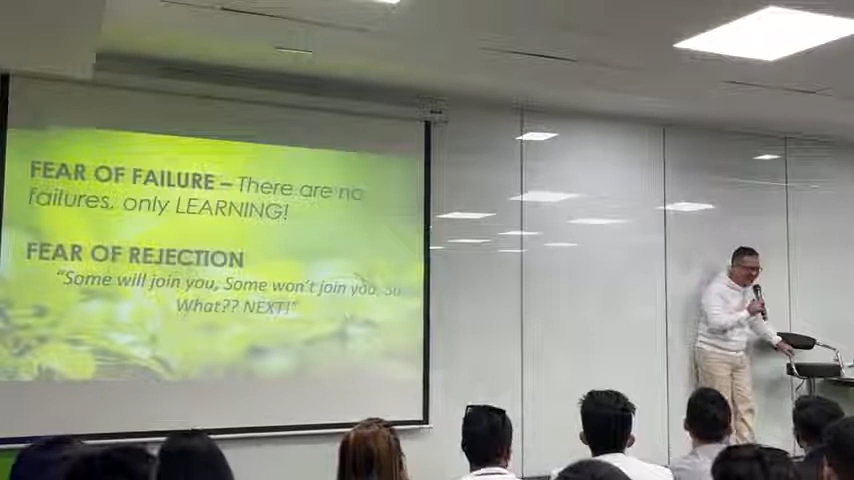 FEAR OF FAILURE – There are no
failures, only LEARNING!
FEAR OF REJECTION
"Some will join you, Some won't join you, So
What?? NEXT!"